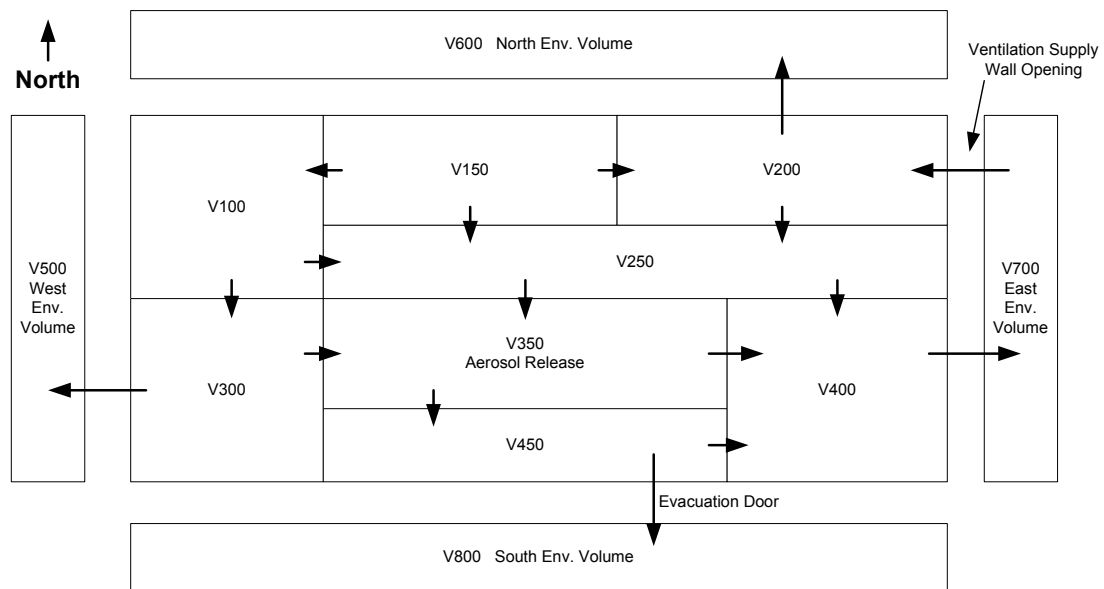 V600   North Env. Volume
Ventilation Supply
Wall Opening
North
V150
V200
V100
V250
V500
West
Env.
Volume
V700
East
Env.
Volume
V350
Aerosol Release
V300
V400
V450
Evacuation Door
V800   South Env. Volume